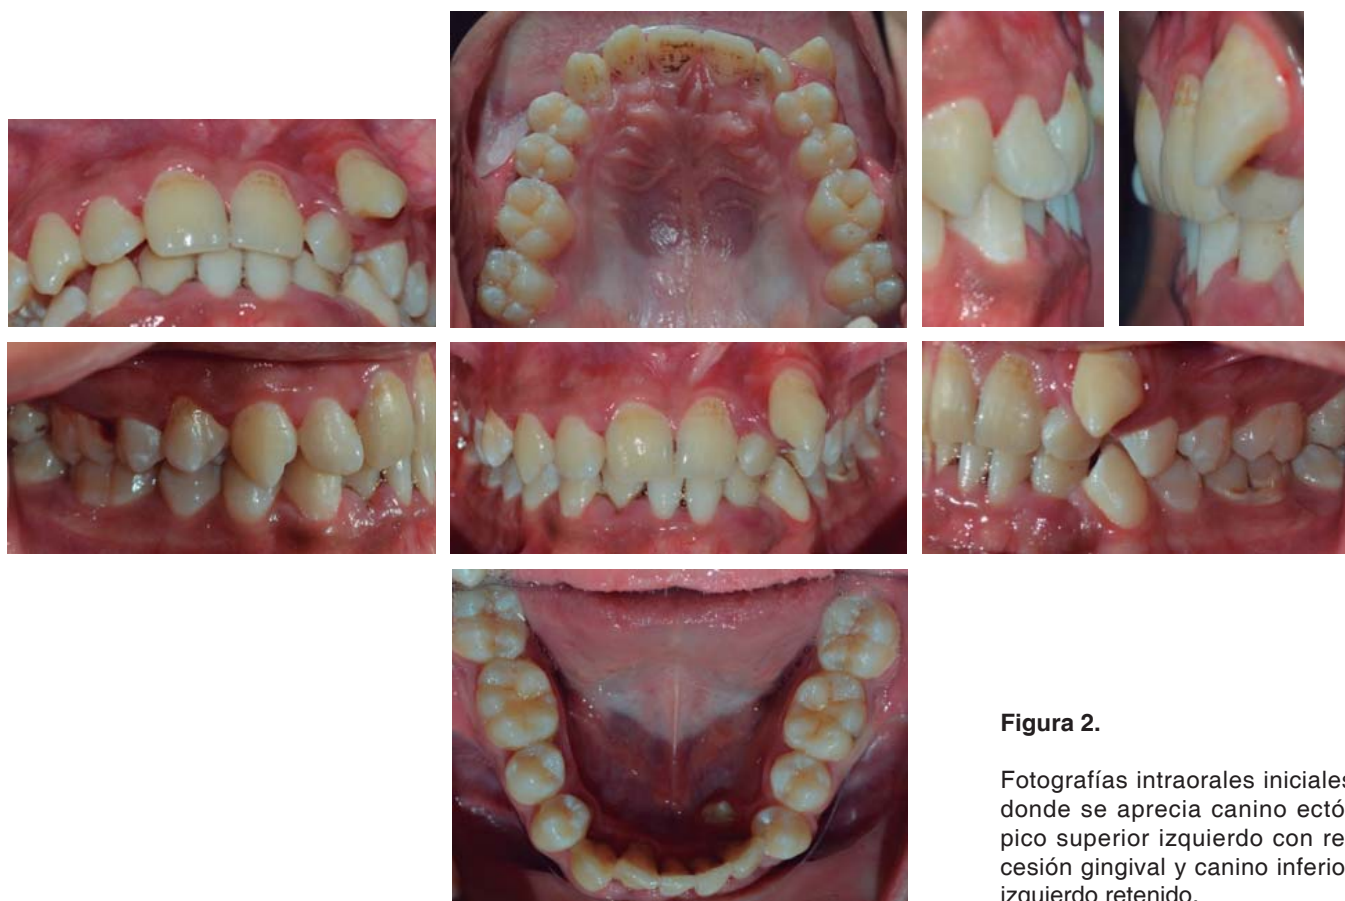 Figura 2.
Fotografías intraorales iniciales
donde se aprecia canino ectó-
pico superior izquierdo con re-
cesión gingival y canino inferior
izquierdo retenido.